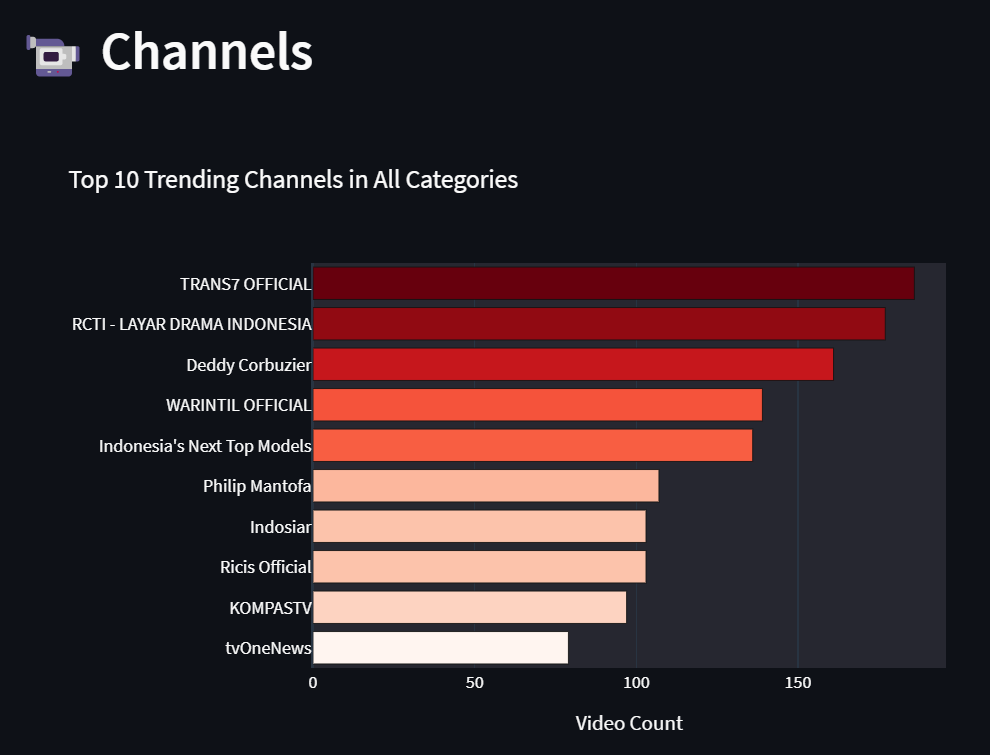 Channels
Top 10 Trending Channels in All Categories
TRANS7 OFFICIAL
RCTI - LAYAR DRAMA INDONESIA
Deddy Corbuzier
WARINTIL OFFICIAL
Indonesia's Next Top Models
Philip Mantofa
Indosiar
Ricis Official
KOMPASTV
tvOneNews
0 50 100 150
Video Count